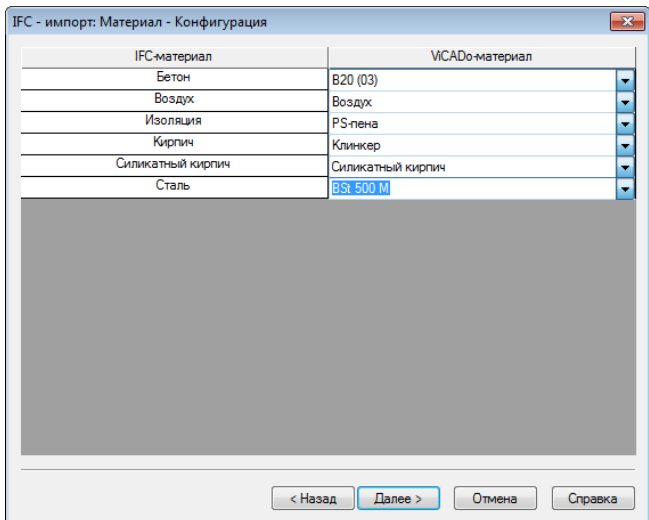 IFC - импорт: Материал - Конфигурация
IFC-материал ViCADo-материал
Бетон B20 (03)
Воздух Воздух
Изоляция PS-пена
Кирпич Клинкер
Силикатный кирпич Силикатный кирпич
Сталь BSt 500 M
< Назад Далее > Отмена Справка